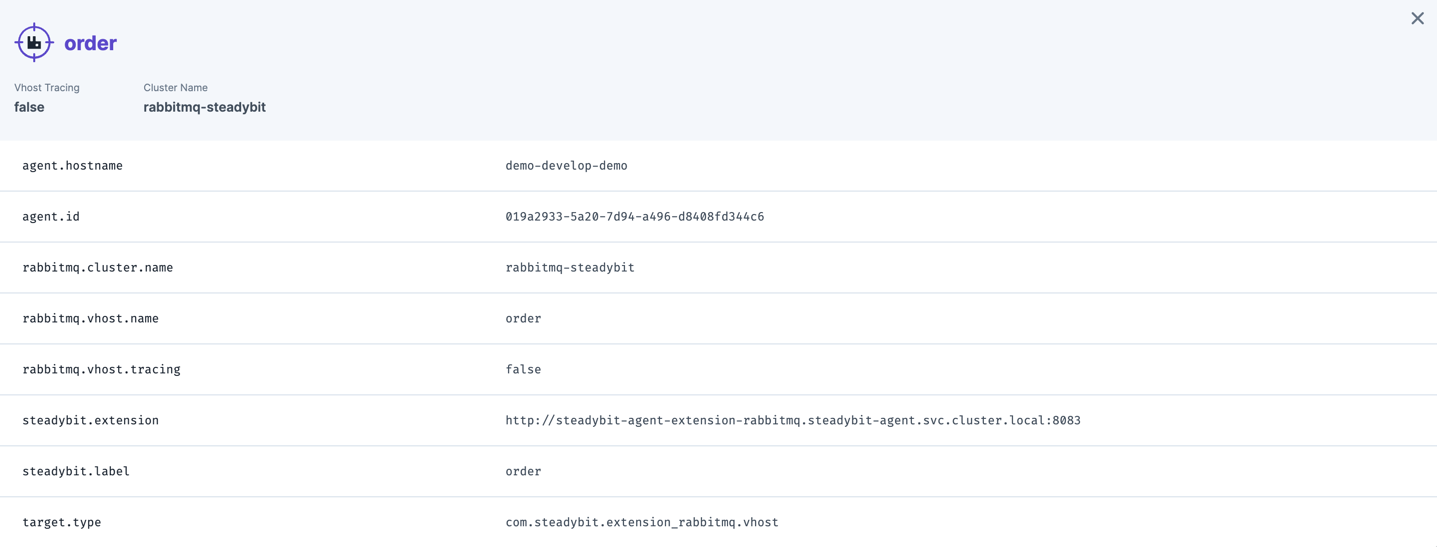 order
Vhost Tracing Cluster Name
false rabbitmq-steadybit
agent.hostname demo-develop-demo
agent.id 019a2933-5a20-7d94-a496-d8408fd344c6
rabbitmq.cluster.name rabbitmq-steadybit
rabbitmq.vhost.name order
rabbitmq.vhost.tracing false
steadybit.extension http://steadybit-agent-extension-rabbitmq.steadybit-agent.svc.cluster.local:8083
steadybit.label order
target.type com.steadybit.extension_rabbitmq.vhost